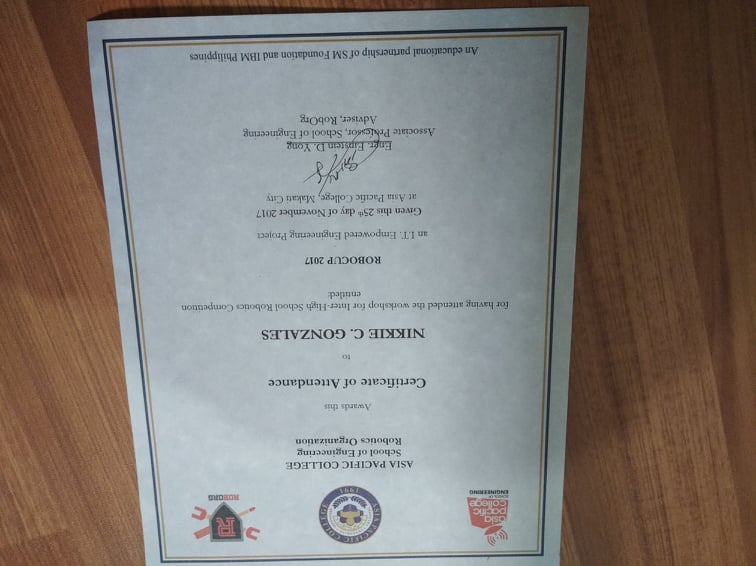 asia
pacific
college
SCHOOL OF
ENGINEERING
ASIA PACIFIC COLLEGE
1991
R
ROBORG
ASIA PACIFIC COLLEGE
School of Engineering
Robotics Organization
Awards this
Certificate of Attendance
to
NIKKIE C. GONZALES
for having attended the workshop for Inter-High School Robotics Competition
entitled:
ROBOCUP 2017
an I.T. Empowered Engineering Project
Given this 25th day of November 2017
at Asia Pacific College, Makati City
Engr. Einstein D. Yong
Associate Professor, School of Engineering
Adviser, RobOrg
An educational partnership of SM Foundation and IBM Philippines